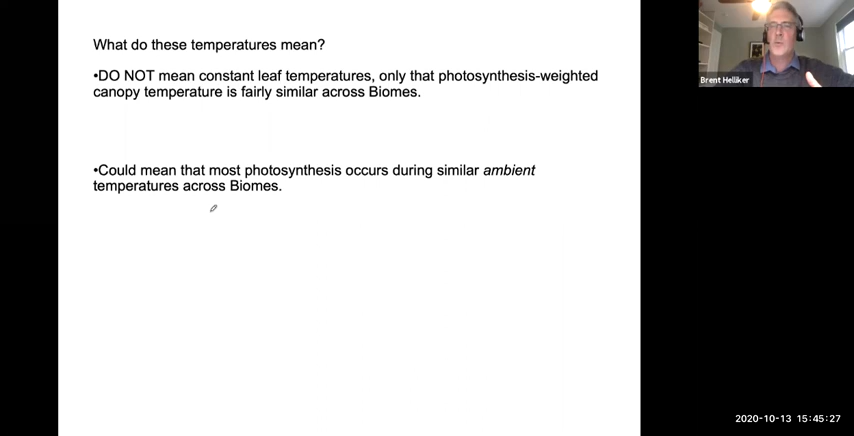 What do these temperatures mean?
•DO NOT mean constant leaf temperatures, only that photosynthesis-weighted
canopy temperature is fairly similar across Biomes.
•Could mean that most photosynthesis occurs during similar ambient
temperatures across Biomes.
Brent Helliker
2020-10-13 15:45:27